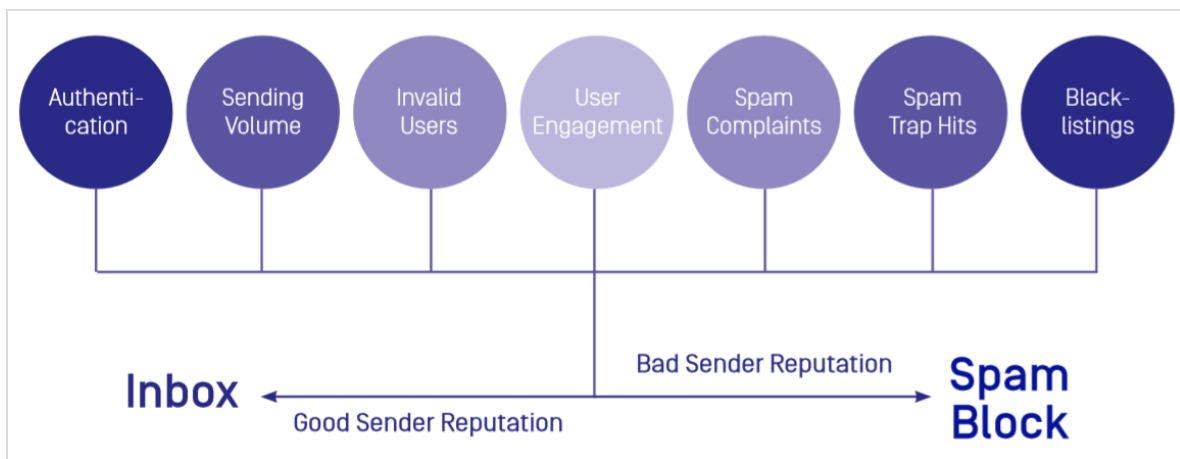 Authenti-
cation
Sending
Volume
Invalid
Users
User
Engagement
Spam
Complaints
Spam
Trap Hits
Black-
listings
Bad Sender Reputation
Inbox
Good Sender Reputation
Spam
Block